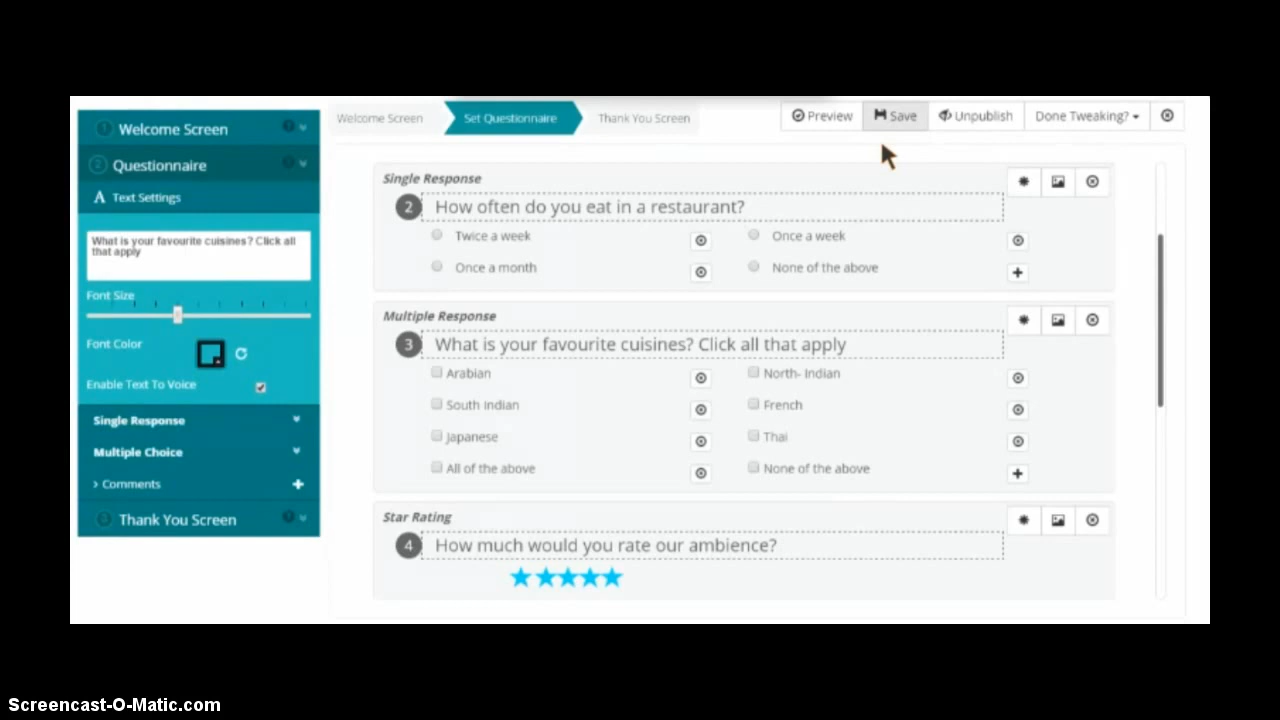 1 Welcome Screen
2 Questionnaire
A Text Settings
What is your favourite cuisines? Click all
that apply
Font Size
Font Color
Enable Text To Voice
Single Response
Multiple Choice
> Comments
Thank You Screen
Welcome Screen Set Questionnaire Thank You Screen
Preview Save Unpublish Done Tweaking?
Single Response
2 How often do you eat in a restaurant?
Twice a week Once a week
Once a month None of the above
Multiple Response
3 What is your favourite cuisines? Click all that apply
Arabian North- Indian
South Indian French
Japanese Thai
All of the above None of the above
Star Rating
4 How much would you rate our ambience?
Screencast-O-Matic.com